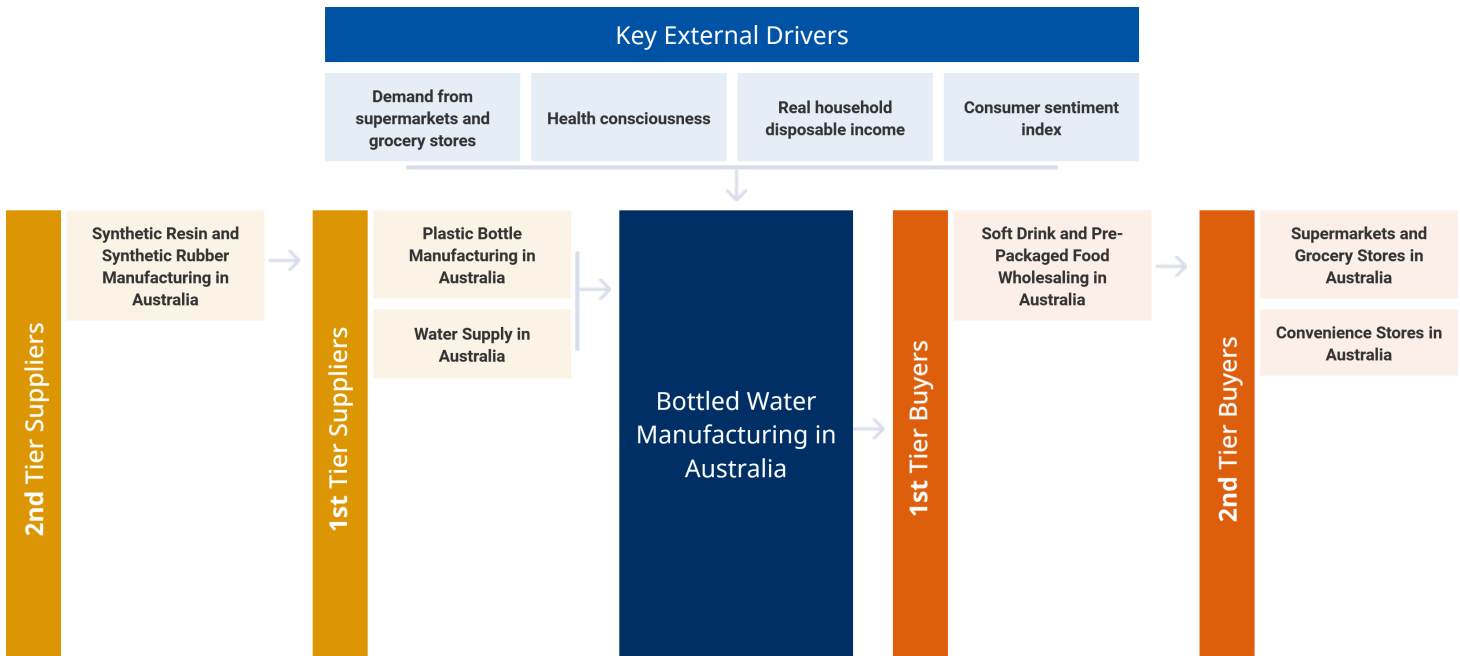 Key External Drivers
Demand from
supermarkets and
grocery stores
Health consciousness
Real household
disposable income
Consumer sentiment
index
2nd Tier Suppliers
Synthetic Resin and
Synthetic Rubber
Manufacturing in
Australia
1st Tier Suppliers
Plastic Bottle
Manufacturing in
Australia
Water Supply in
Australia
Bottled Water
Manufacturing in
Australia
1st Tier Buyers
Soft Drink and Pre-
Packaged Food
Wholesaling in
Australia
2nd Tier Buyers
Supermarkets and
Grocery Stores in
Australia
Convenience Stores in
Australia